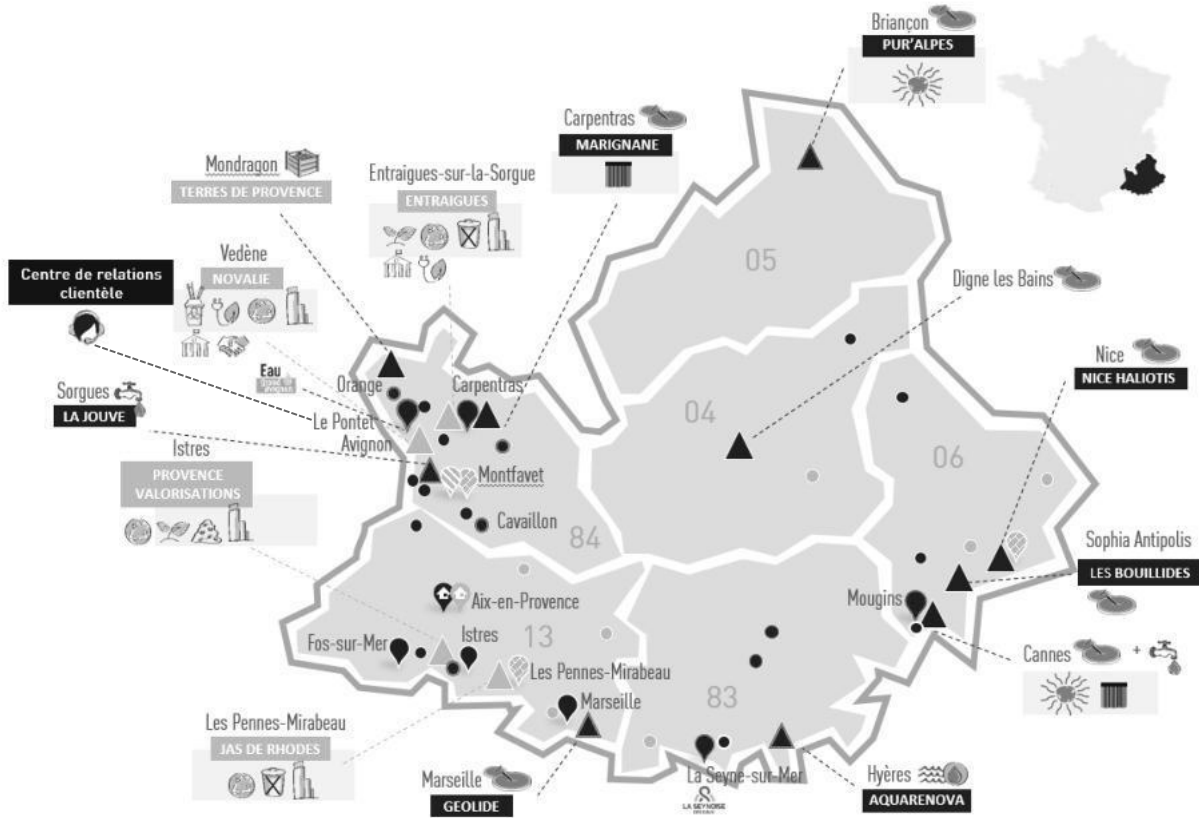 Briançon
PUR'ALPES
Carpentras
MARIGNANE
Mondragon
TERRES DE PROVENCE
Entraigues-sur-la-Sorgue
ENTRAIGUES
Vedène
NOVALIE
Centre de relations
clientèle
05
Digne les Bains
Nice
NICE HALIOTIS
Eau
Orange
Carpentras
Sorgues
LA JOUVE
Le Pontet
Avignon
04
06
Istres
PROVENCE
VALORISATIONS
Montfavet
Cavaillon
84
Sophia Antipolis
LES BOUILLIDES
Mougins
Aix-en-Provence
13
Istres
Fos-sur-Mer
Cannes
+
Les Pennes-Mirabeau
83
Marseille
Les Pennes-Mirabeau
JAS DE RHODES
Marseille
GEOLIDE
La Seyne-sur-Mer
LA SEYNOISE
Hyères
AQUARENOVA